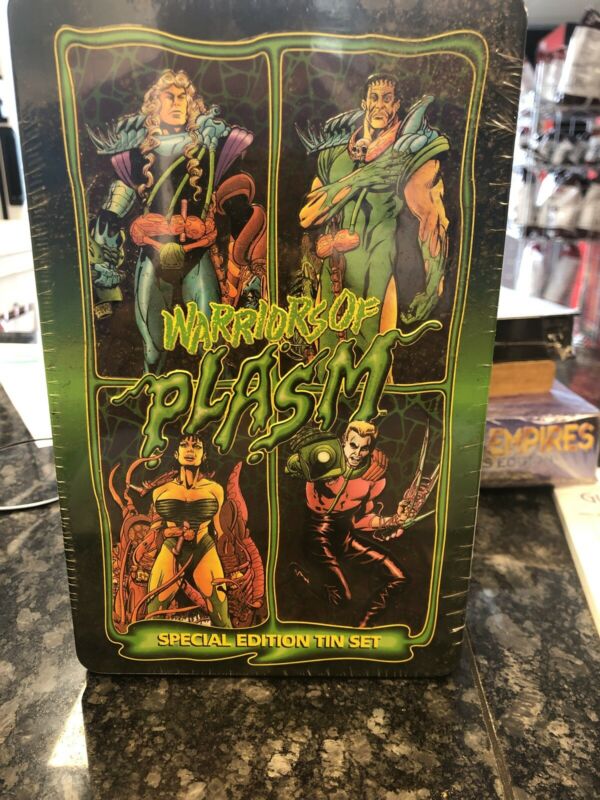 WARRIORS OF
PLASM
SPECIAL EDITION TIN SET
EMPIRES